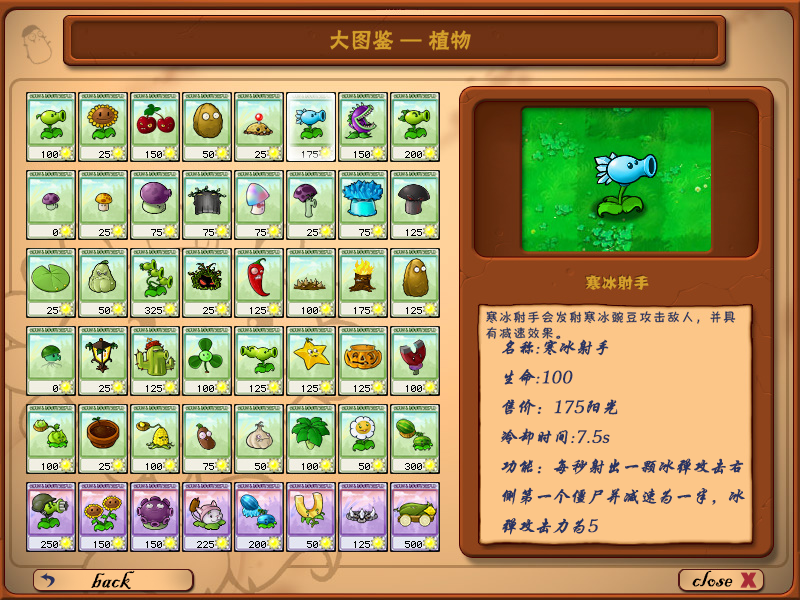 大图鉴 — 植物
100 25 150 50 25 175 150 200
0 25 75 75 75 25 75 125
25 50 325 25 125 100 175 125
0 25 125 100 125 125 125 100
100 25 100 75 50 100 50 300
250 150 150 225 200 50 125 500
寒冰射手
寒冰射手会发射寒冰豌豆攻击敌人，并具
有减速效果。
名称:寒冰射手
生命:100
售价：175阳光
冷却时间:7.5s
功能：每秒射出一颗冰弹攻击右
侧第一个僵尸并减速为一半，冰
弹攻击力为5
back
close X